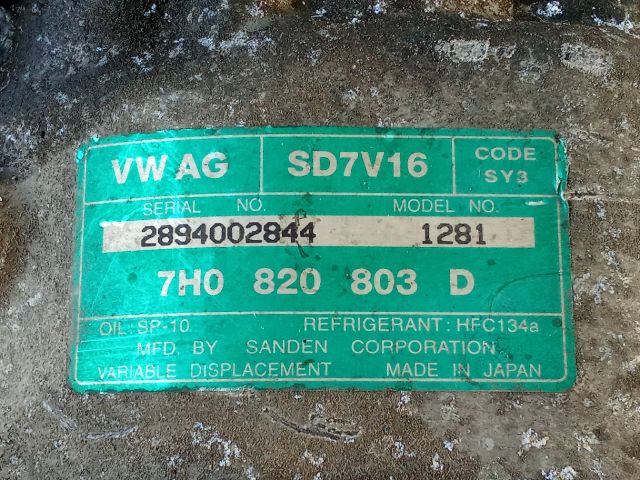 VW AG SD7V16 CODE SY3
SERIAL NO. MODEL NO.
2894002844 1281
7H0 820 803 D
OIL: SP-10 REFRIGERANT: HFC134a
MFD. BY SANDEN CORPORATION
VARIABLE DISPLACEMENT MADE IN JAPAN